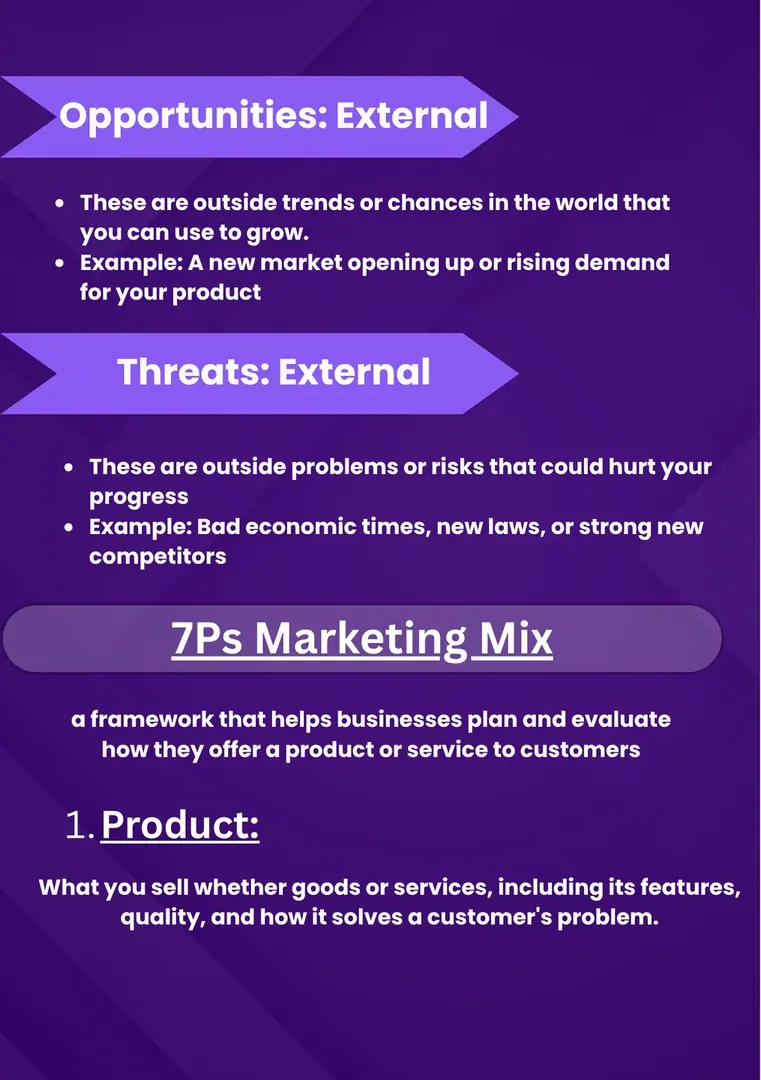 Opportunities: External
• These are outside trends or chances in the world that
you can use to grow.
• Example: A new market opening up or rising demand
for your product
Threats: External
• These are outside problems or risks that could hurt your
progress
• Example: Bad economic times, new laws, or strong new
competitors
7Ps Marketing Mix
a framework that helps businesses plan and evaluate
how they offer a product or service to customers
1. Product:
What you sell whether goods or services, including its features,
quality, and how it solves a customer's problem.